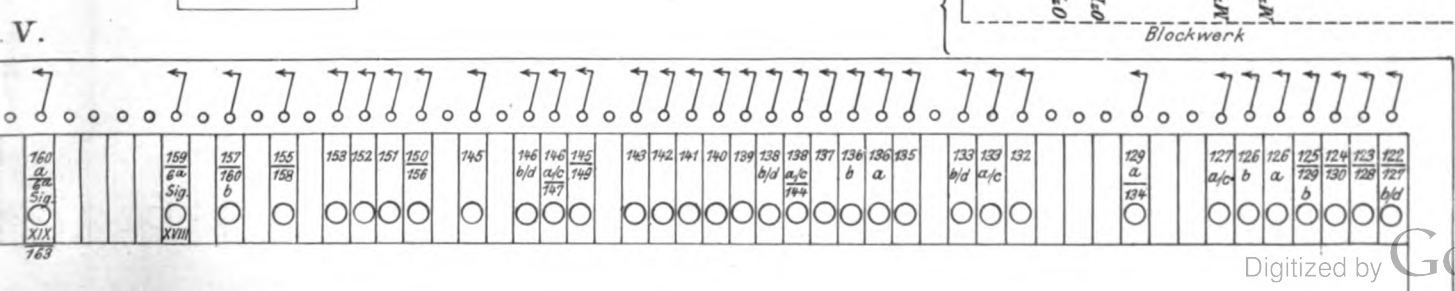 V.
Blockwerk
160 a 6a Sig. XIX 163
159 6a Sig. XVIII
157 160 b
155 158
153
152
151
150 156
145
146 b/d
146 a/c 147
145 149
143
142
141
140
139
138 b/d
138 a/c 144
137
136 b
136 a
135
133 b/d
133 a/c
132
129 a 134
127 a/c
126 b
126 a
125 129 b
124 130
123 128
122 127 b/d
Digitized by